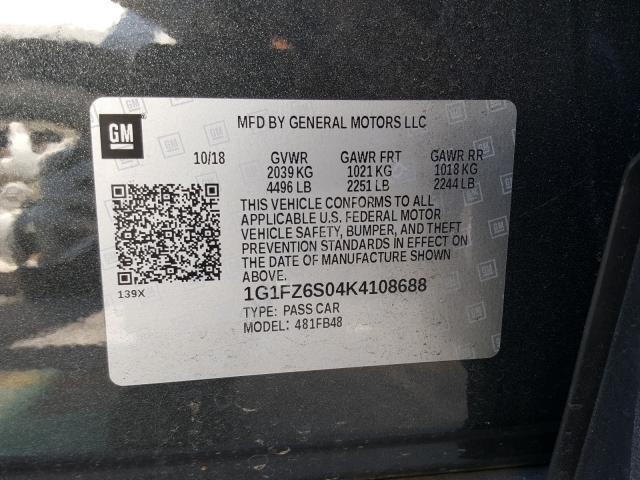 GM
MFD BY GENERAL MOTORS LLC
10/18 GVWR GAWR FRT GAWR RR
2039 KG 1021 KG 1018 KG
4496 LB 2251 LB 2244 LB
THIS VEHICLE CONFORMS TO ALL
APPLICABLE U.S. FEDERAL MOTOR
VEHICLE SAFETY, BUMPER, AND THEFT
PREVENTION STANDARDS IN EFFECT ON
THE DATE OF MANUFACTURE SHOWN
ABOVE.
139X
1G1FZ6S04K4108688
TYPE: PASS CAR
MODEL: 481FB48